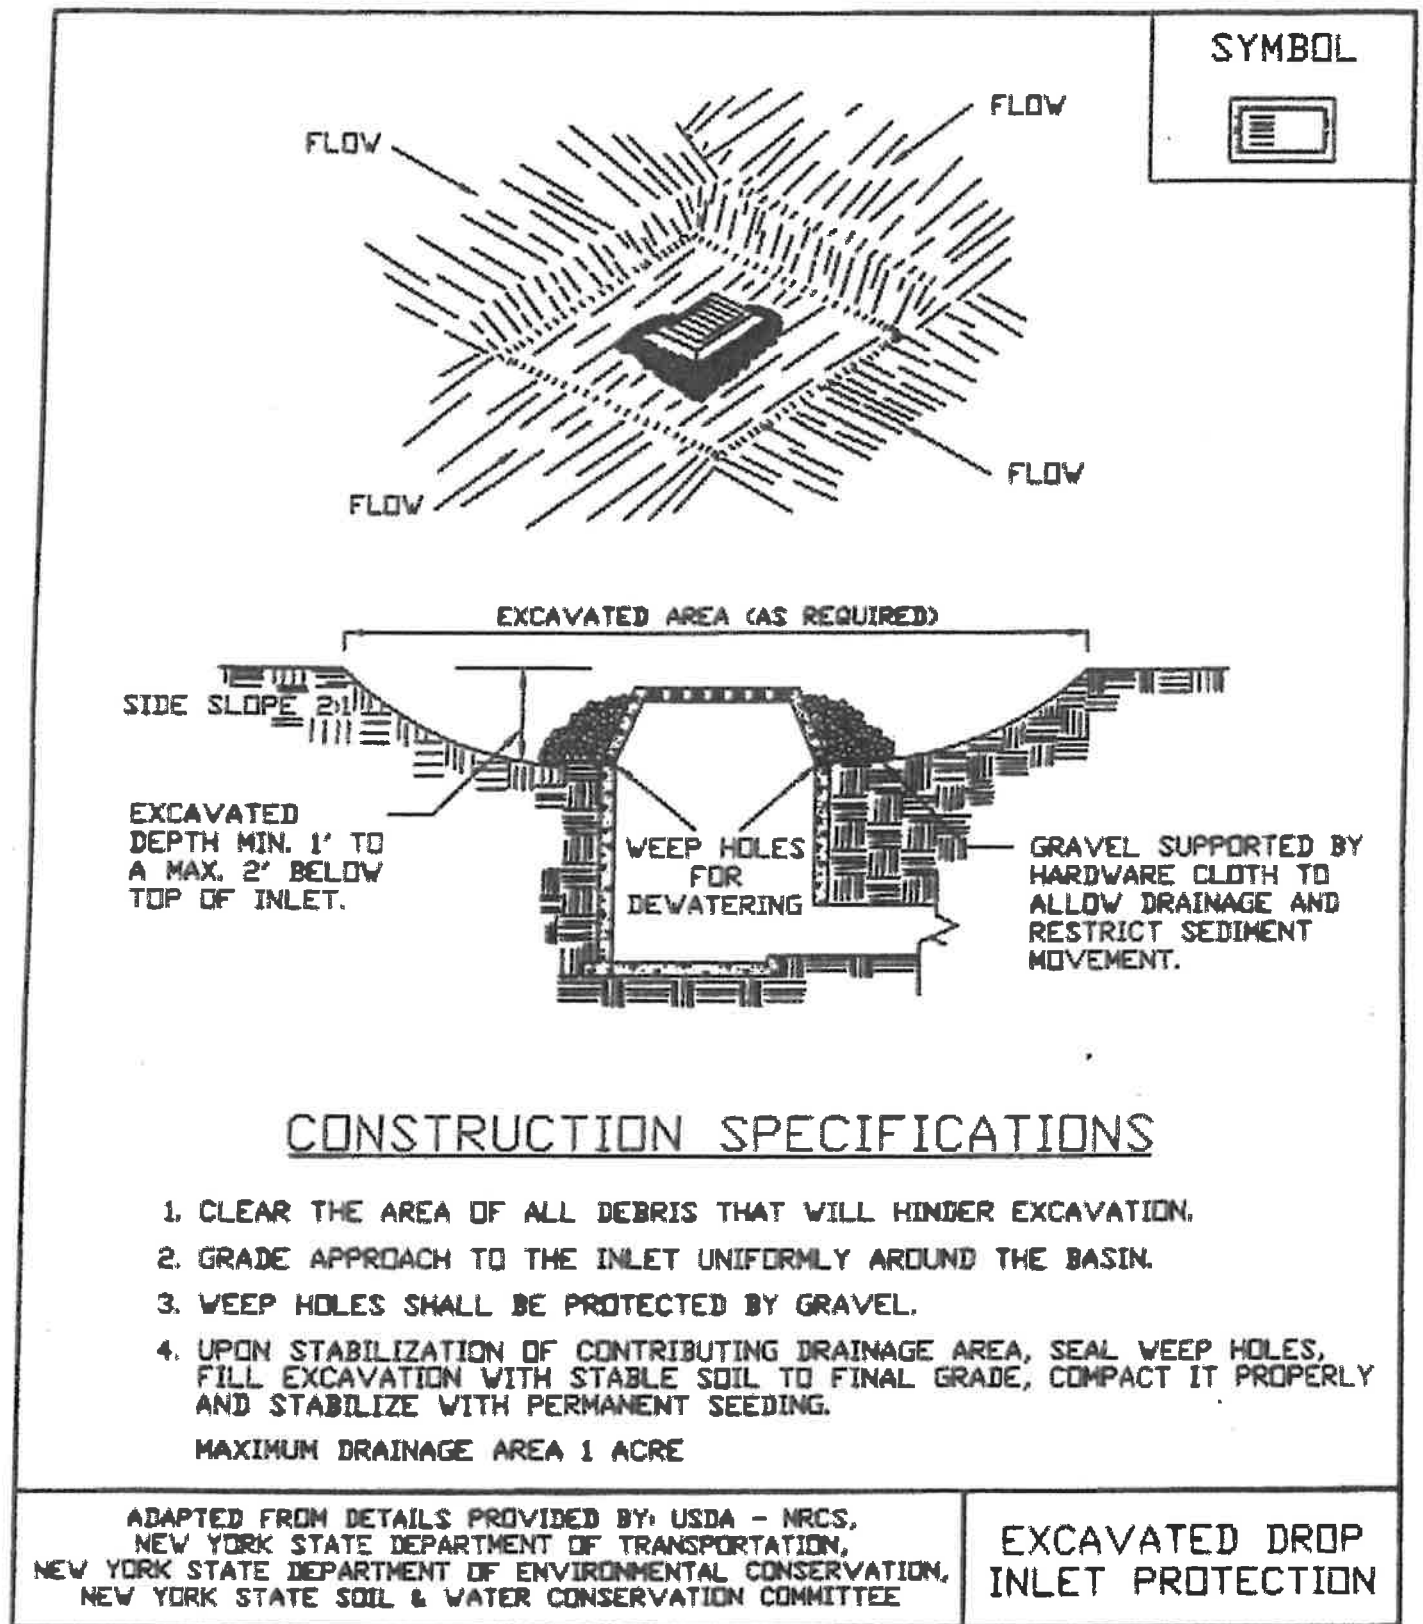 SYMBOL
FLOW
FLOW
FLOW
FLOW
EXCAVATED AREA (AS REQUIRED)
SIDE SLOPE 2:1
EXCAVATED
DEPTH MIN. 1' TO
A MAX. 2' BELOW
TOP OF INLET.
WEEP HOLES
FOR
DEWATERING
GRAVEL SUPPORTED BY
HARDWARE CLOTH TO
ALLOW DRAINAGE AND
RESTRICT SEDIMENT
MOVEMENT.
CONSTRUCTION SPECIFICATIONS
1. CLEAR THE AREA OF ALL DEBRIS THAT WILL HINDER EXCAVATION.
2. GRADE APPROACH TO THE INLET UNIFORMLY AROUND THE BASIN.
3. WEEP HOLES SHALL BE PROTECTED BY GRAVEL.
4. UPON STABILIZATION OF CONTRIBUTING DRAINAGE AREA, SEAL WEEP HOLES,
FILL EXCAVATION WITH STABLE SOIL TO FINAL GRADE, COMPACT IT PROPERLY
AND STABILIZE WITH PERMANENT SEEDING.
MAXIMUM DRAINAGE AREA 1 ACRE
ADAPTED FROM DETAILS PROVIDED BY: USDA - NRCS,
NEW YORK STATE DEPARTMENT OF TRANSPORTATION,
NEW YORK STATE DEPARTMENT OF ENVIRONMENTAL CONSERVATION,
NEW YORK STATE SOIL & WATER CONSERVATION COMMITTEE
EXCAVATED DROP
INLET PROTECTION